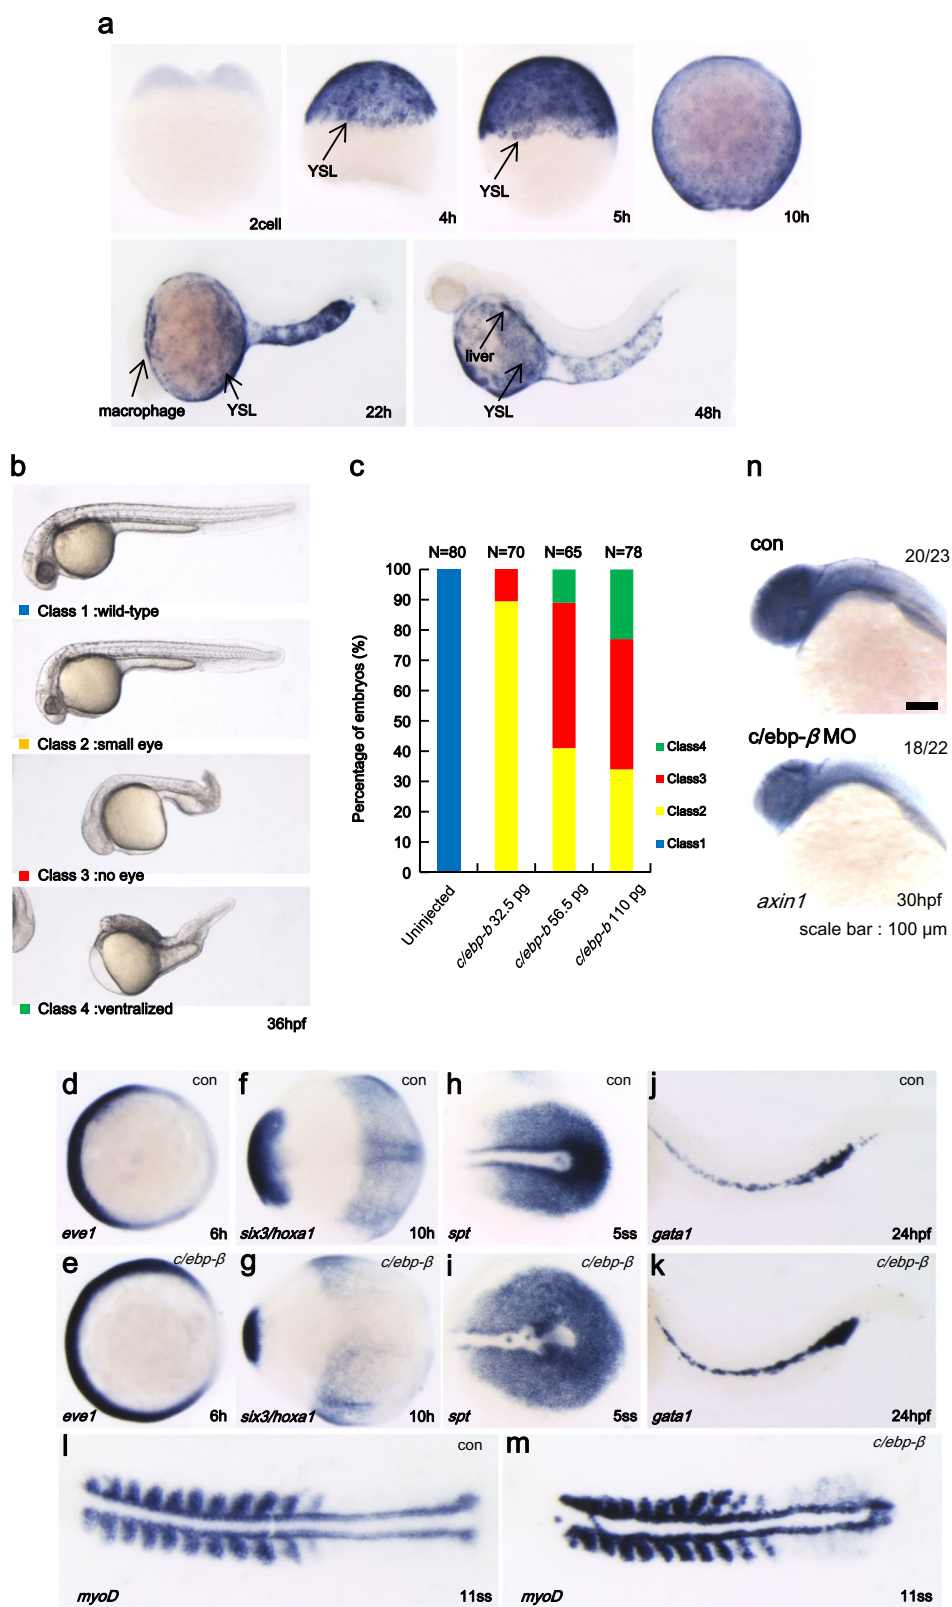 a
YSL
2cell
4h
YSL
5h
10h
macrophage
YSL
22h
liver
YSL
48h
b
Class 1 :wild-type
Class 2 :small eye
Class 3 :no eye
Class 4 :ventralized
36hpf
c
N=80 N=70 N=65 N=78
Percentage of embryos (%)
100
90
80
70
60
50
40
30
20
10
0
Uninjected
c/ebp-b 32.5 pg
c/ebp-b 56.5 pg
c/ebp-b 110 pg
Class4
Class3
Class2
Class1
n
con
20/23
c/ebp-β MO
18/22
axin1
30hpf
scale bar : 100 μm
d
con
eve1
6h
f
con
six3/hoxa1
10h
h
con
spt
5ss
j
con
gata1
24hpf
e
c/ebp-β
eve1
6h
g
c/ebp-β
six3/hoxa1
10h
i
c/ebp-β
spt
5ss
k
c/ebp-β
gata1
24hpf
l
con
myoD
11ss
m
c/ebp-β
myoD
11ss